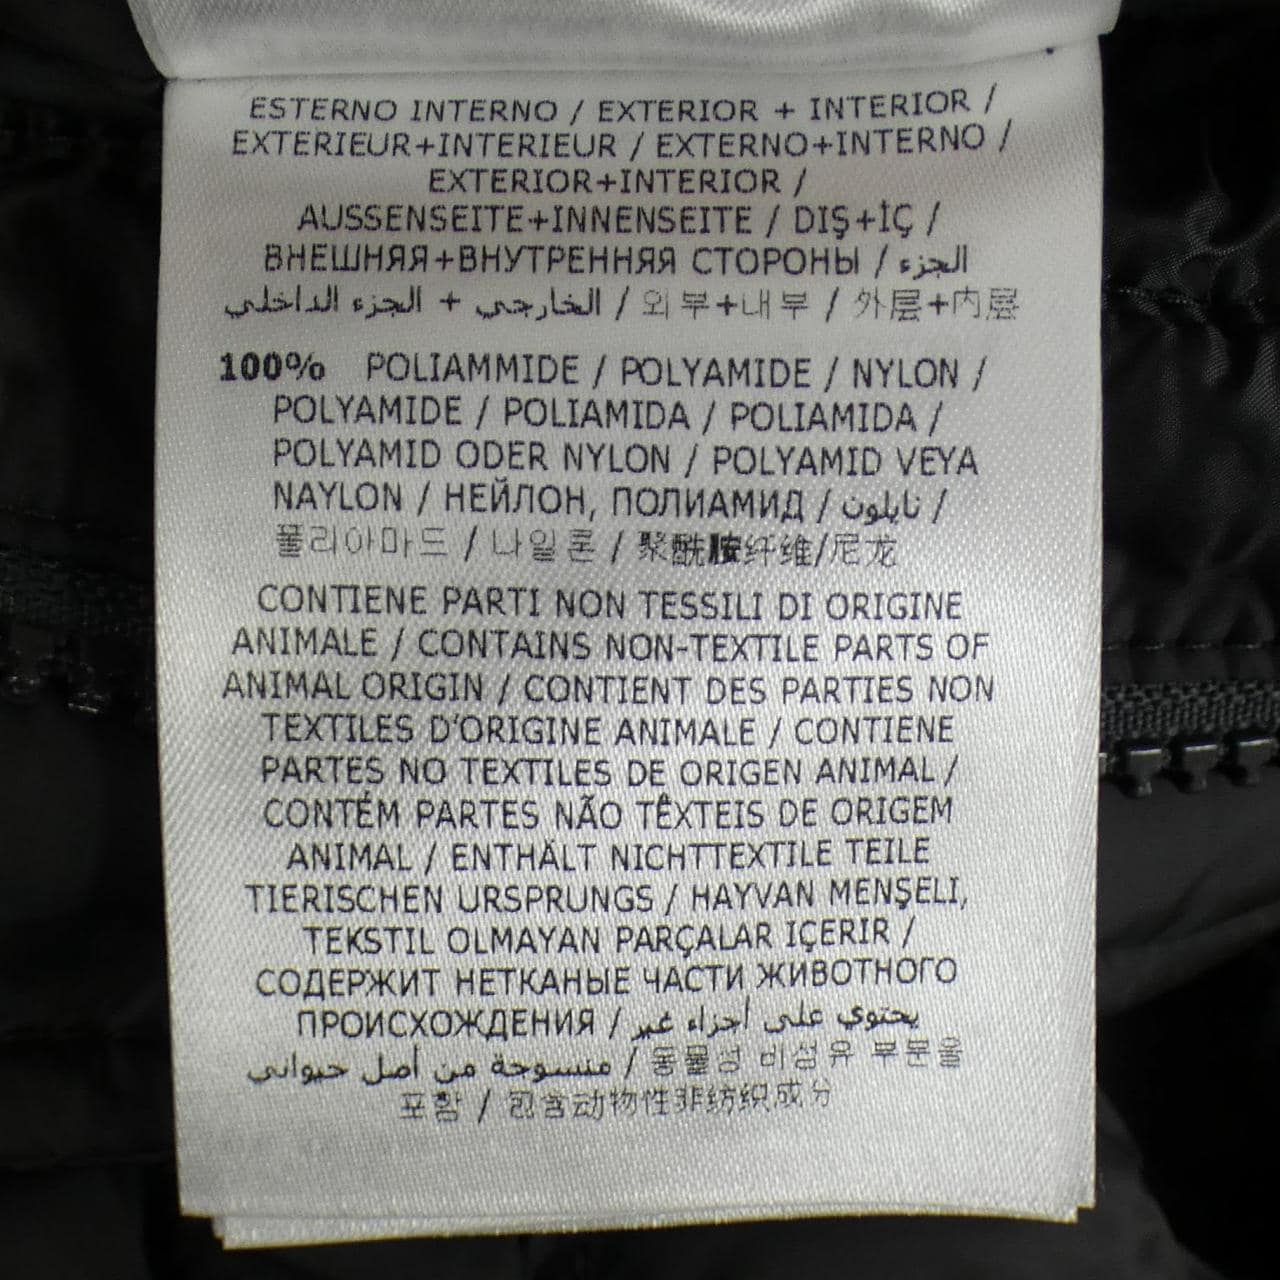 ESTERNO INTERNO / EXTERIOR + INTERIOR /
EXTERIEUR+INTERIEUR / EXTERNO+INTERNO /
EXTERIOR+INTERIOR /
AUSSENSEITE+INNENSEITE / DIŞ+İÇ /
ВНЕШНЯЯ+ВНУТРЕННЯЯ СТОРОНЫ / الجزء
الخارجي + الجزء الداخلي / 외부+내부 / 外层+内层
100% POLIAMMIDE / POLYAMIDE / NYLON /
POLYAMIDE / POLIAMIDA / POLIAMIDA /
POLYAMID ODER NYLON / POLYAMID VEYA
NAYLON / НЕЙЛОН, ПОЛИАМИД / نايلون /
폴리아마드 / 나일론 / 聚酰胺纤维/尼龙
CONTIENE PARTI NON TESSILI DI ORIGINE
ANIMALE / CONTAINS NON-TEXTILE PARTS OF
ANIMAL ORIGIN / CONTIENT DES PARTIES NON
TEXTILES D'ORIGINE ANIMALE / CONTIENE
PARTES NO TEXTILES DE ORIGEN ANIMAL /
CONTÉM PARTES NÃO TÊXTEIS DE ORIGEM
ANIMAL / ENTHÄLT NICHTTEXTILE TEILE
TIERISCHEN URSPRUNGS / HAYVAN MENŞELI,
TEKSTIL OLMAYAN PARÇALAR IÇERIR /
СОДЕРЖИТ НЕТКАНЫЕ ЧАСТИ ЖИВОТНОГО
ПРОИСХОЖДЕНИЯ / يحتوي على أجزاء غير
منسوجة من أصل حيواني / 동물성 비섬유 부분을
포함 / 包含动物性非纺织成分